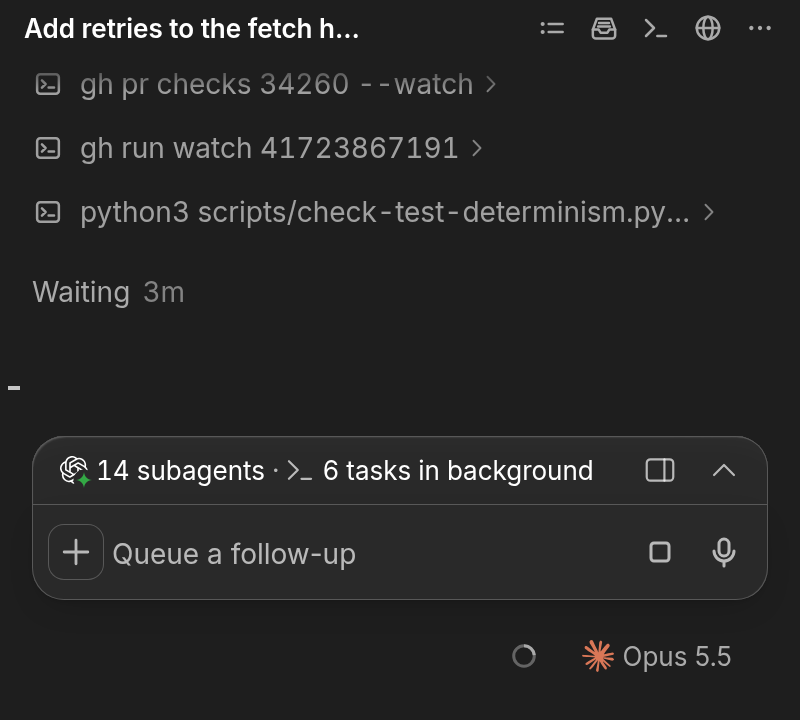 Add retries to the fetch h...
gh pr checks 34260 --watch
gh run watch 41723867191
python3 scripts/check-test-determinism.py...
Waiting 3m
14 subagents · 6 tasks in background
Queue a follow-up
Opus 5.5